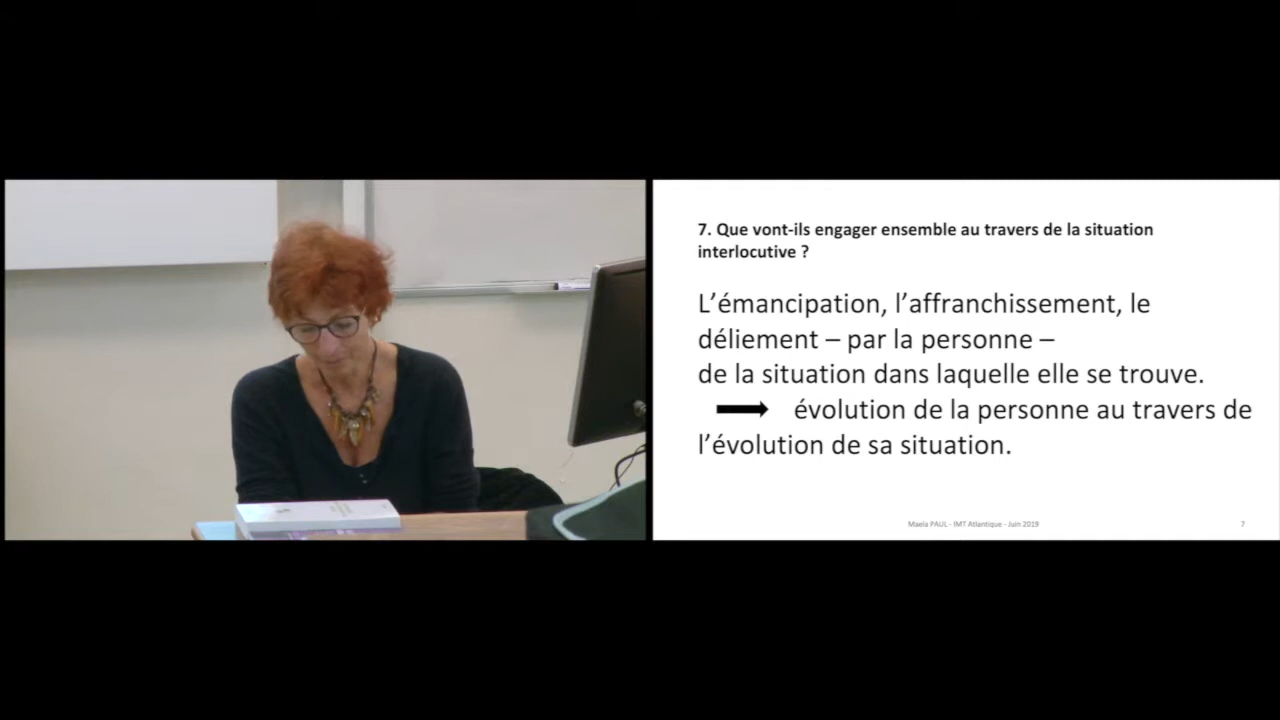 7. Que vont-ils engager ensemble au travers de la situation
interlocutive ?
L’émancipation, l’affranchissement, le
déliement – par la personne –
de la situation dans laquelle elle se trouve.
évolution de la personne au travers de
l’évolution de sa situation.
Maela PAUL - IMT Atlantique - Juin 2019
7